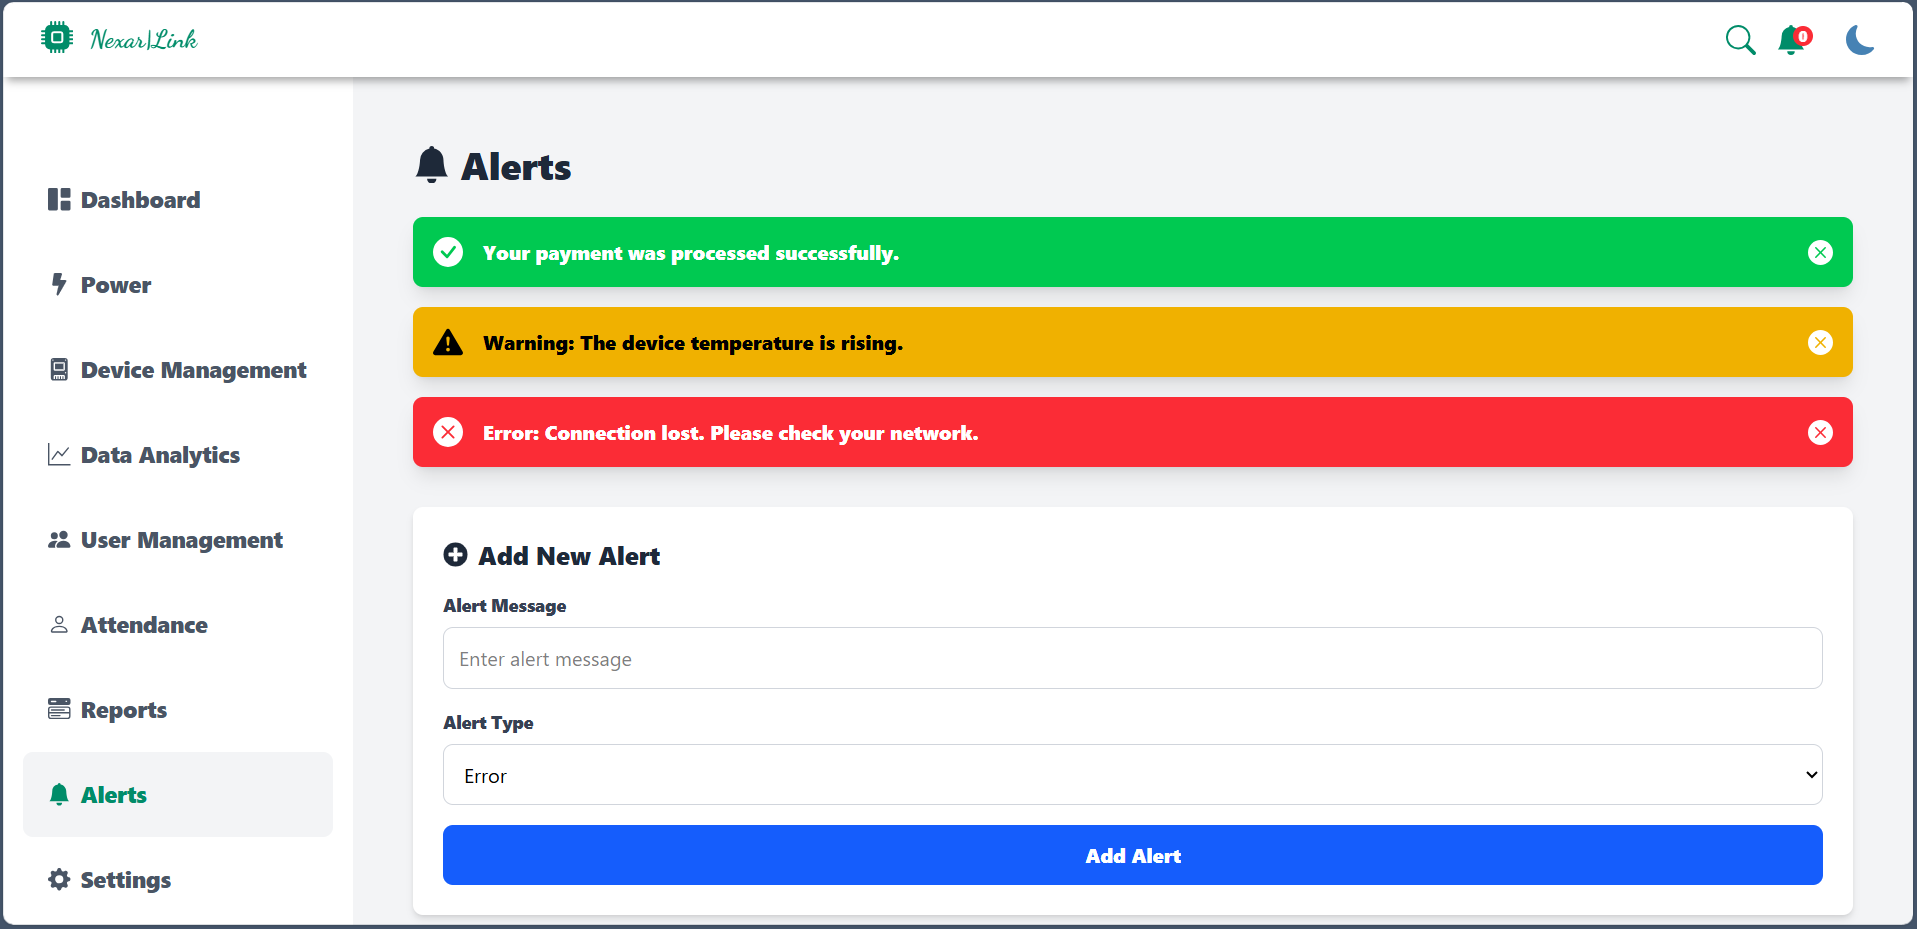 Nexar|Link
0
Dashboard
Power
Device Management
Data Analytics
User Management
Attendance
Reports
Alerts
Settings
Alerts
Your payment was processed successfully.
Warning: The device temperature is rising.
Error: Connection lost. Please check your network.
Add New Alert
Alert Message
Enter alert message
Alert Type
Error
Add Alert